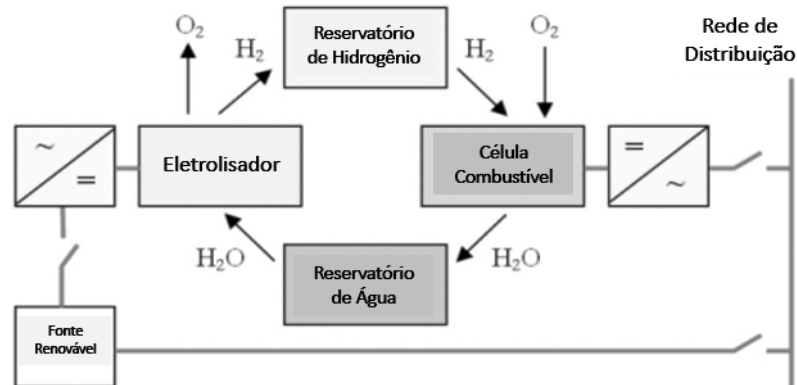 O₂
H₂
Reservatório
de Hidrogênio
H₂
O₂
Rede de
Distribuição
~
=
Eletrolisador
Célula
Combustível
=
~
H₂O
Reservatório
de Água
H₂O
Fonte
Renovável